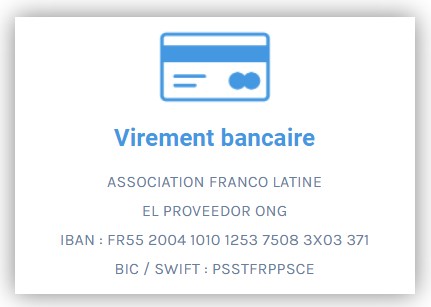 Virement bancaire
ASSOCIATION FRANCO LATINE
EL PROVEEDOR ONG
IBAN : FR55 2004 1010 1253 7508 3X03 371
BIC / SWIFT : PSSTFRPPSCE